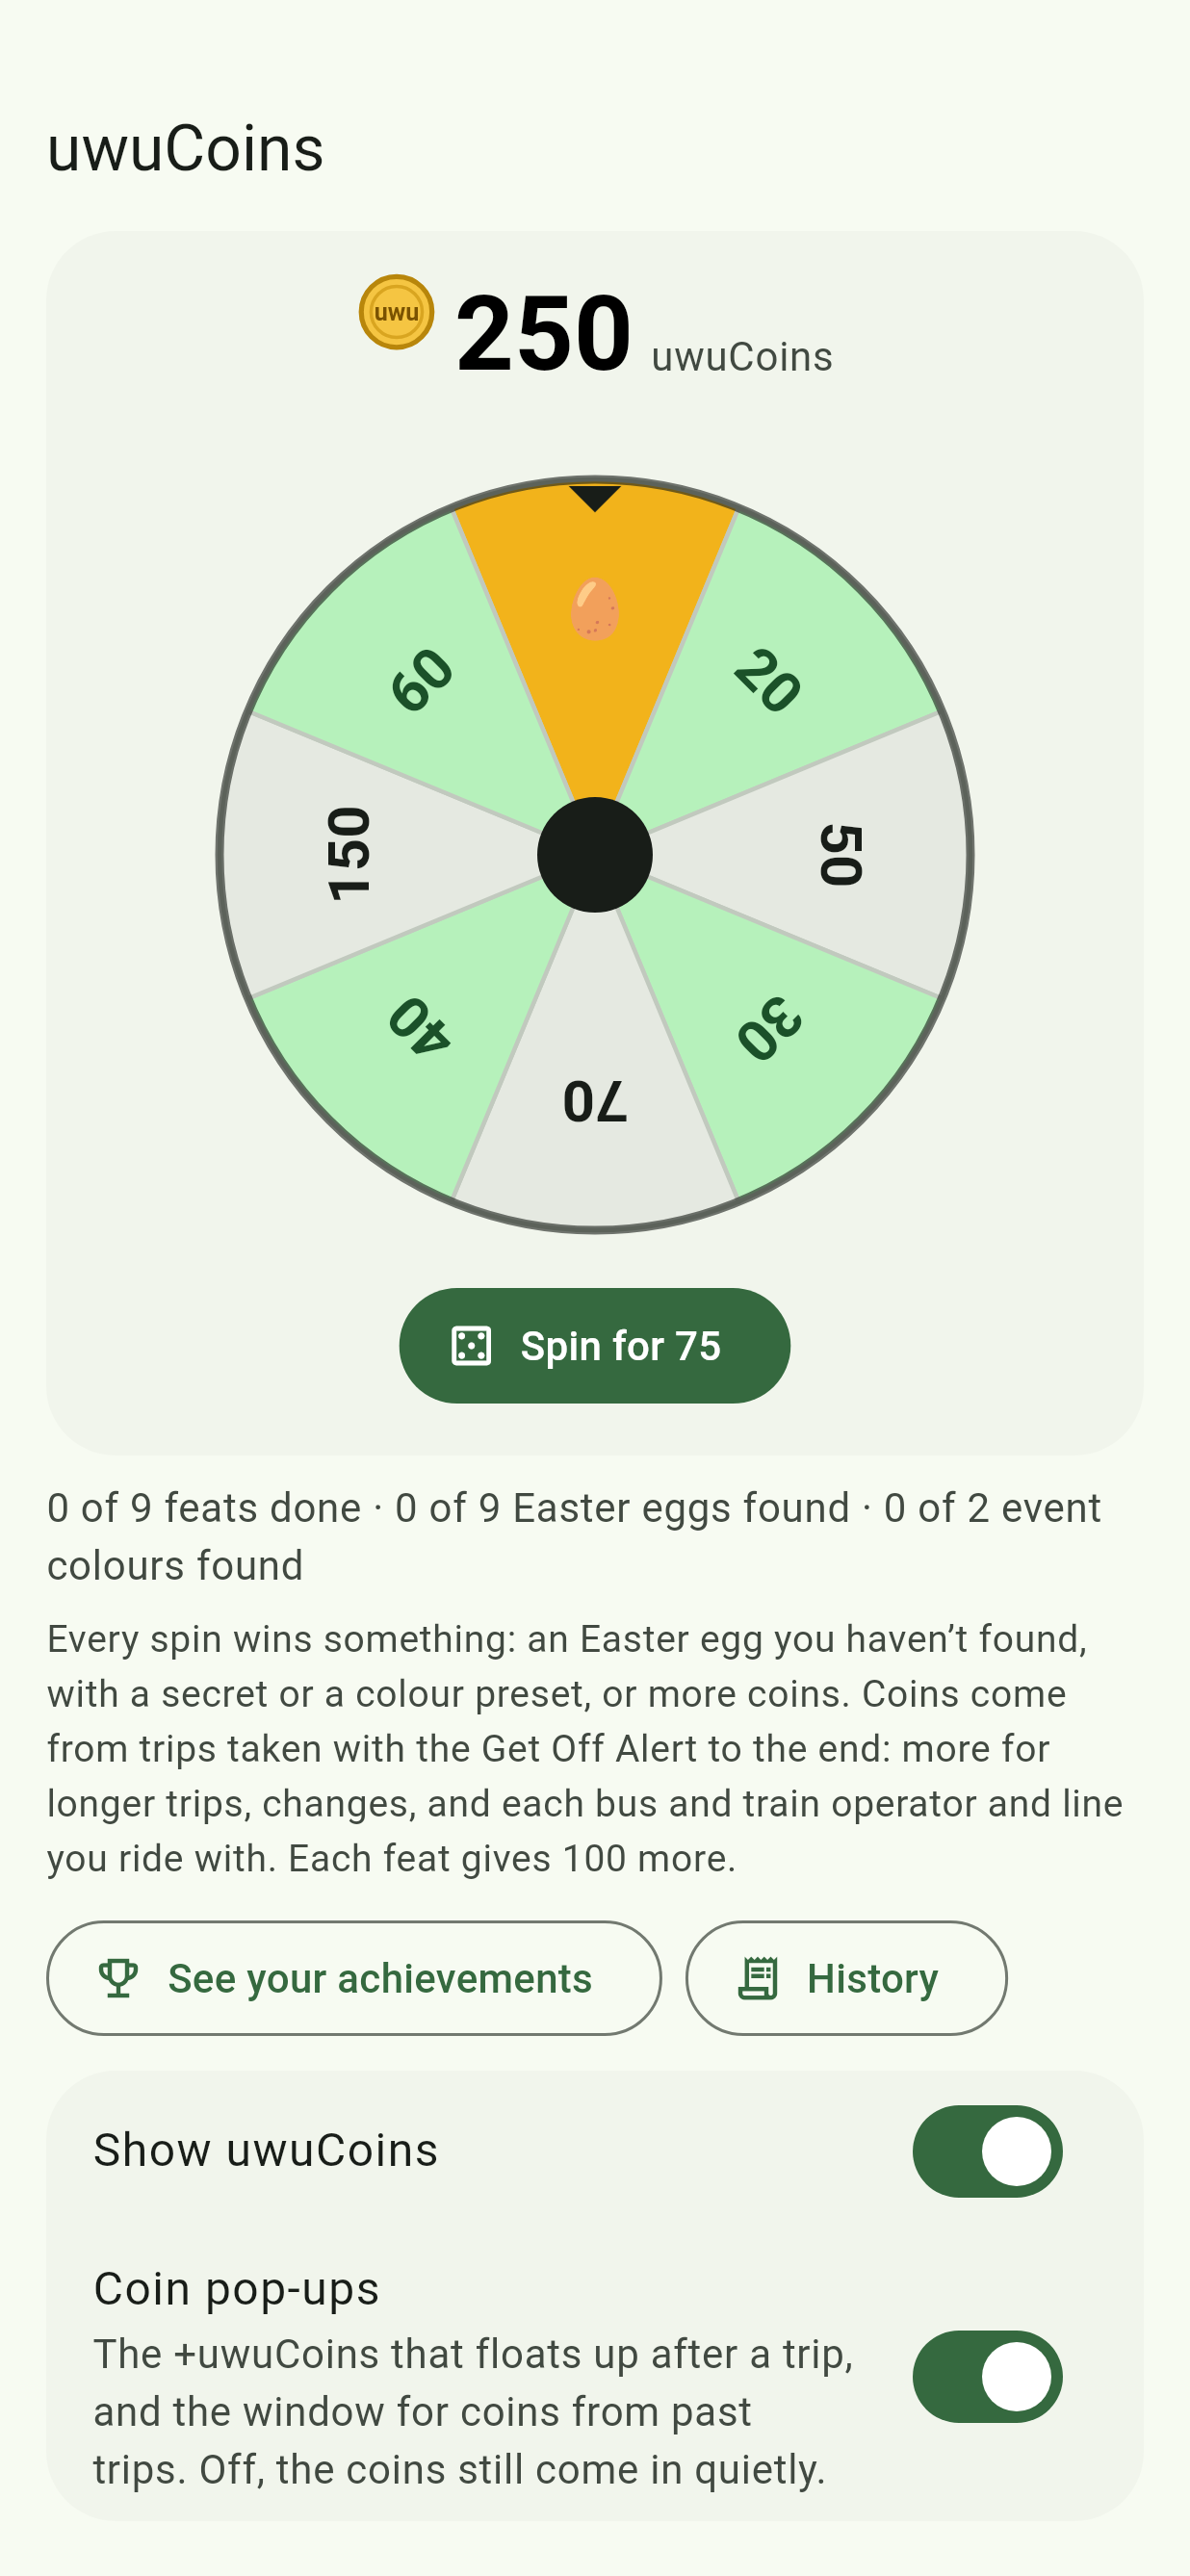 uwuCoins
uwu
250 uwuCoins
60
20
150
50
40
30
70
Spin for 75
0 of 9 feats done · 0 of 9 Easter eggs found · 0 of 2 event
colours found
Every spin wins something: an Easter egg you haven’t found,
with a secret or a colour preset, or more coins. Coins come
from trips taken with the Get Off Alert to the end: more for
longer trips, changes, and each bus and train operator and line
you ride with. Each feat gives 100 more.
See your achievements
History
Show uwuCoins
Coin pop-ups
The +uwuCoins that floats up after a trip,
and the window for coins from past
trips. Off, the coins still come in quietly.